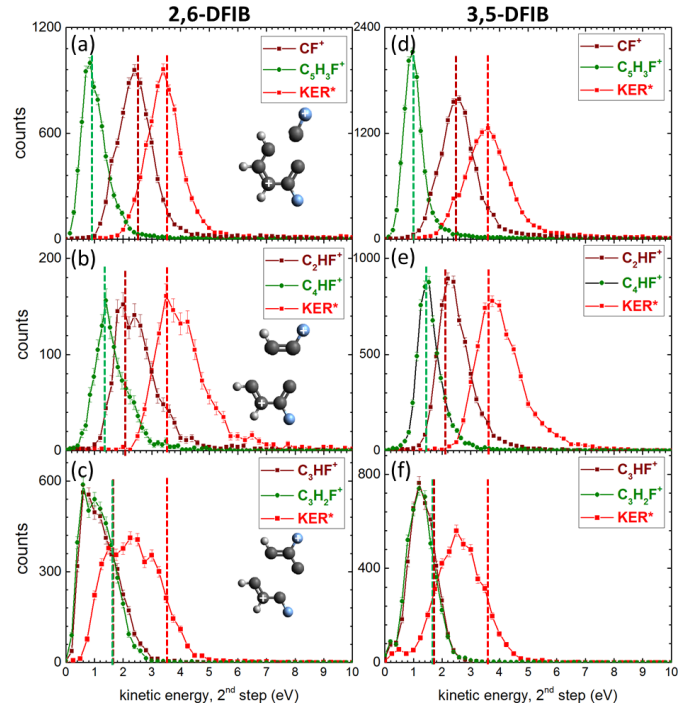 2,6-DFIB
3,5-DFIB
(a)
CF⁺
C₅H₃F⁺
KER*
1200
600
0
counts
(d)
CF⁺
C₅H₃F⁺
KER*
2400
1200
0
(b)
C₂HF⁺
C₄HF⁺
KER*
200
100
0
counts
(e)
C₂HF⁺
C₄HF⁺
KER*
1000
500
0
(c)
C₃HF⁺
C₃H₂F⁺
KER*
600
300
0
counts
(f)
C₃HF⁺
C₃H₂F⁺
KER*
800
400
0
0 1 2 3 4 5 6 7 8 9 10
0 1 2 3 4 5 6 7 8 9 10
kinetic energy, 2ⁿᵈ step (eV)
kinetic energy, 2ⁿᵈ step (eV)